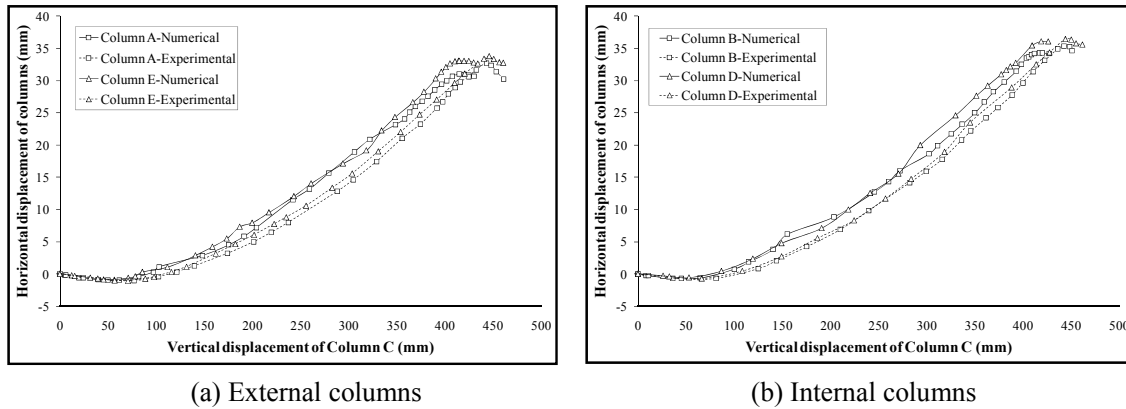 Horizontal displacement of columns (mm)
40
35
30
25
20
15
10
5
0
-5
Column A-Numerical
Column A-Experimental
Column E-Numerical
Column E-Experimental
0 50 100 150 200 250 300 350 400 450 500
Vertical displacement of Column C (mm)
(a) External columns
Horizontal displacement of columns (mm)
40
35
30
25
20
15
10
5
0
-5
Column B-Numerical
Column B-Experimental
Column D-Numerical
Column D-Experimental
0 50 100 150 200 250 300 350 400 450 500
Vertical displacement of Column C (mm)
(b) Internal columns